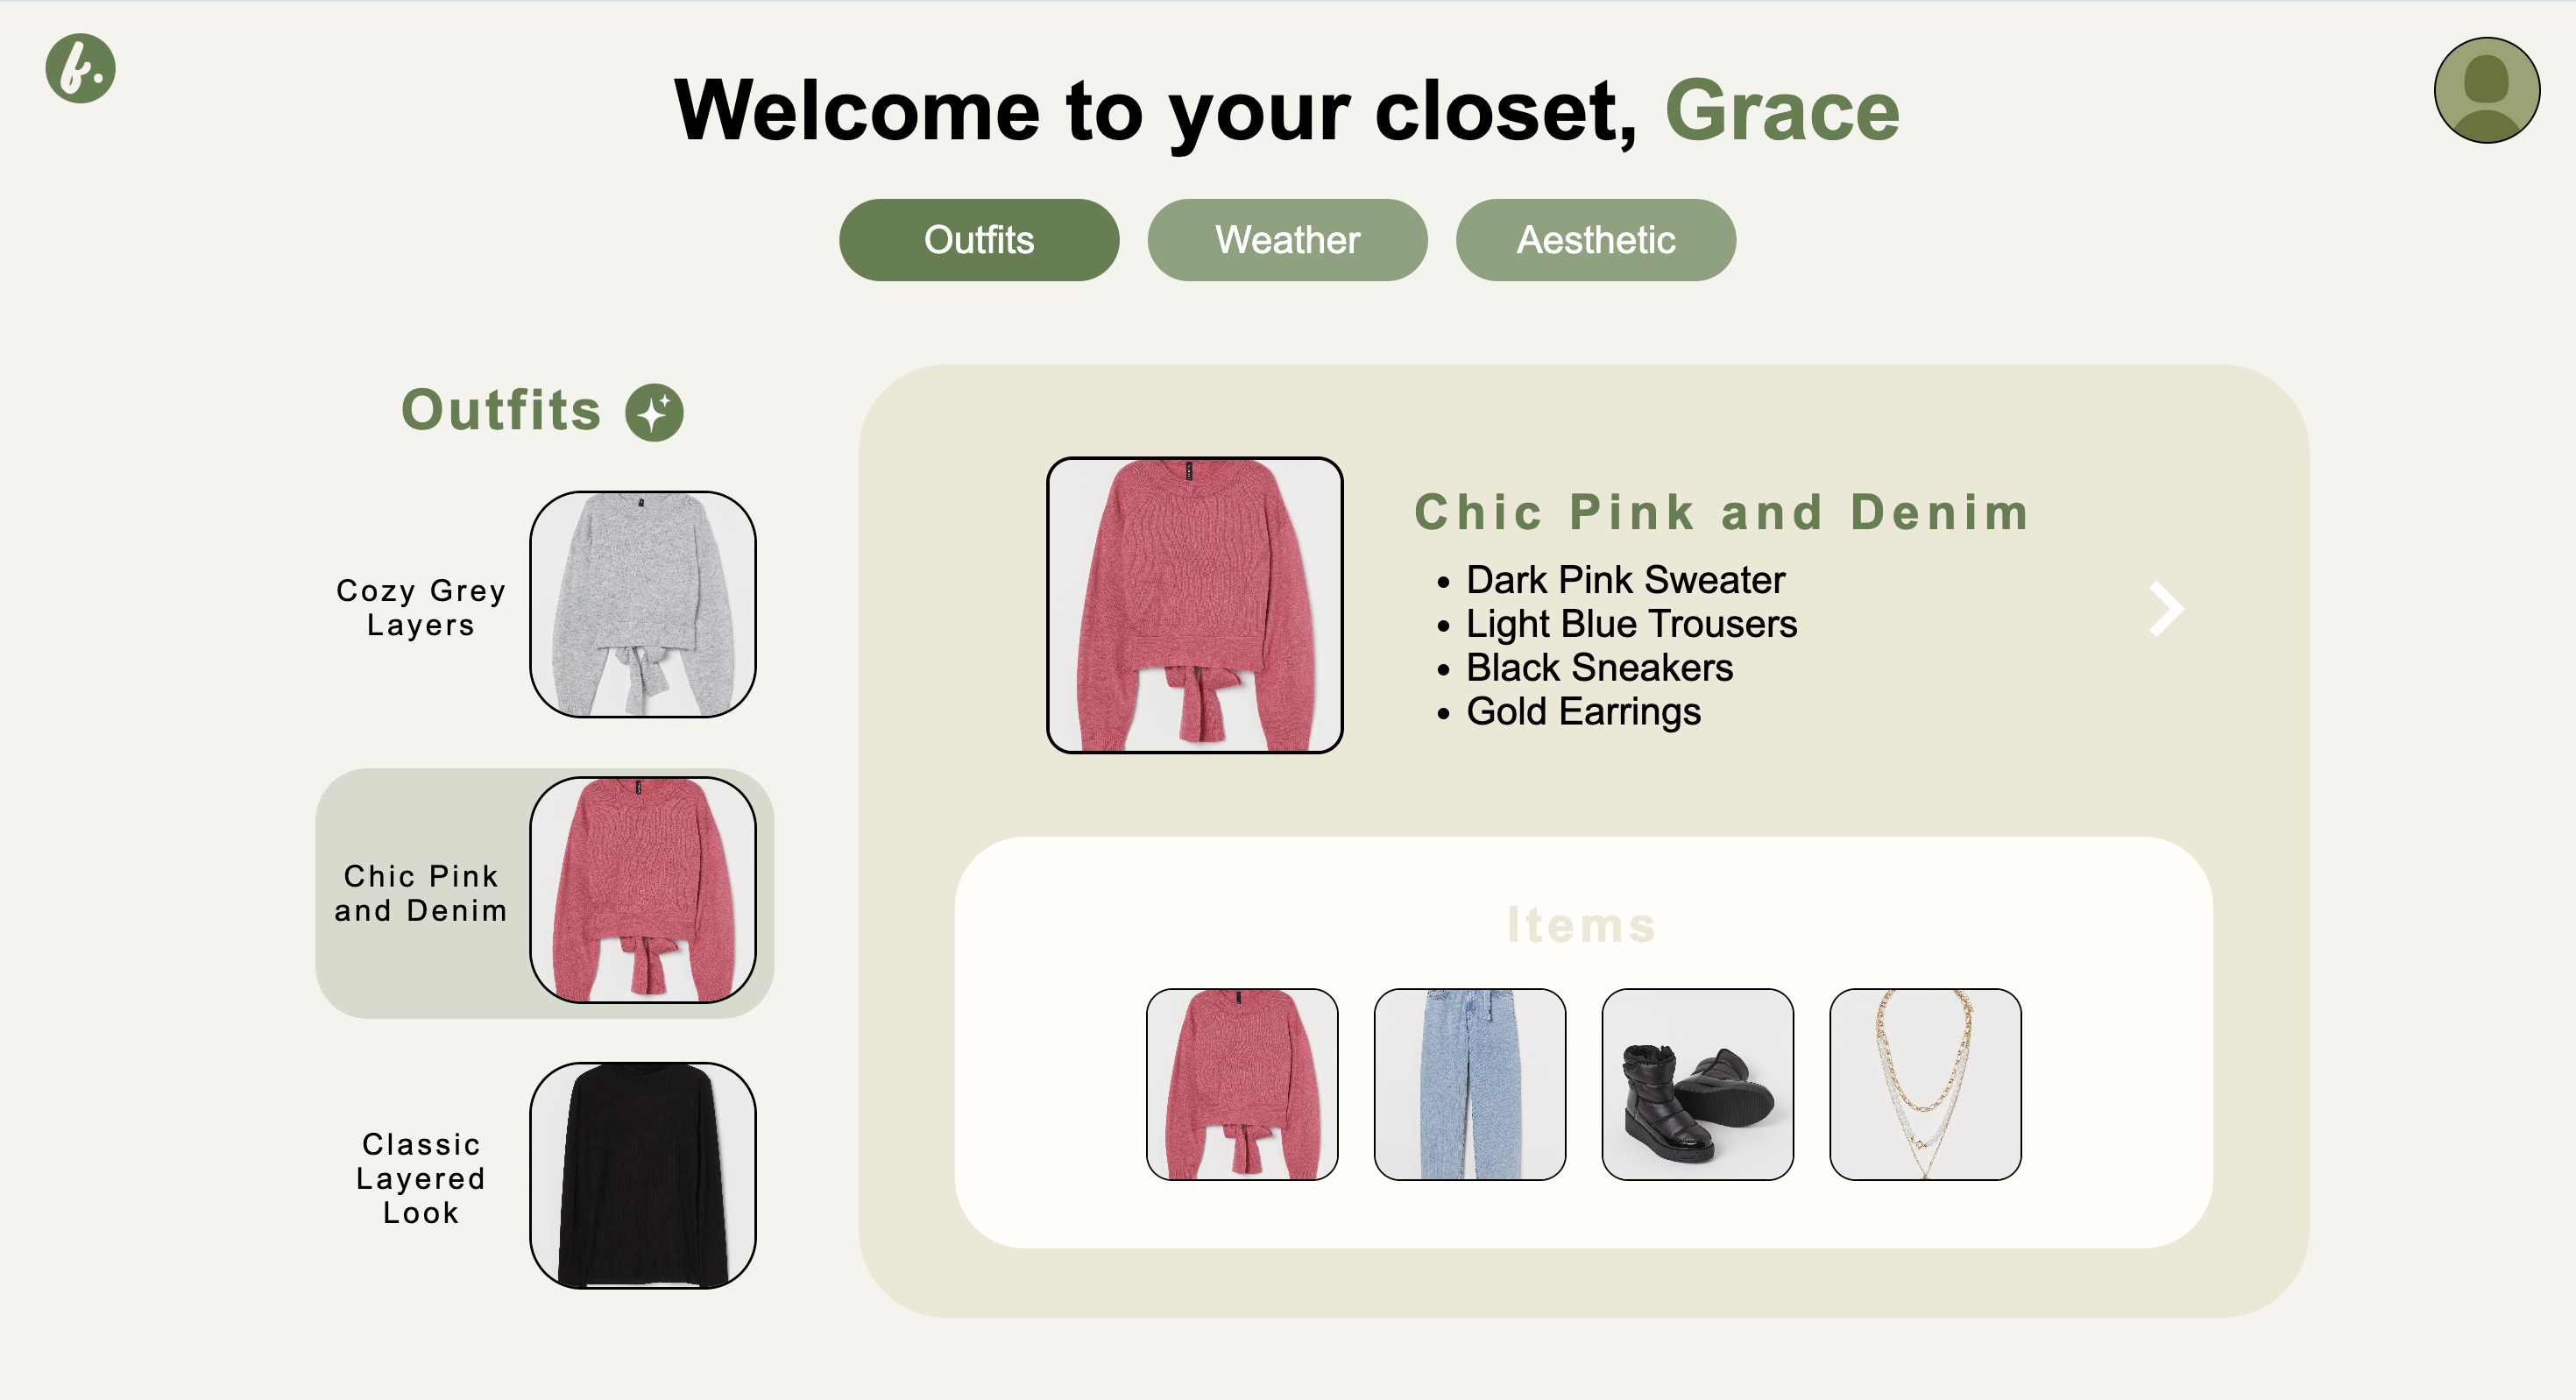 b.
Welcome to your closet, Grace
Outfits
Weather
Aesthetic
Outfits
Cozy Grey
Layers
Chic Pink
and Denim
Classic
Layered
Look
Chic Pink and Denim
Dark Pink Sweater
Light Blue Trousers
Black Sneakers
Gold Earrings
Items